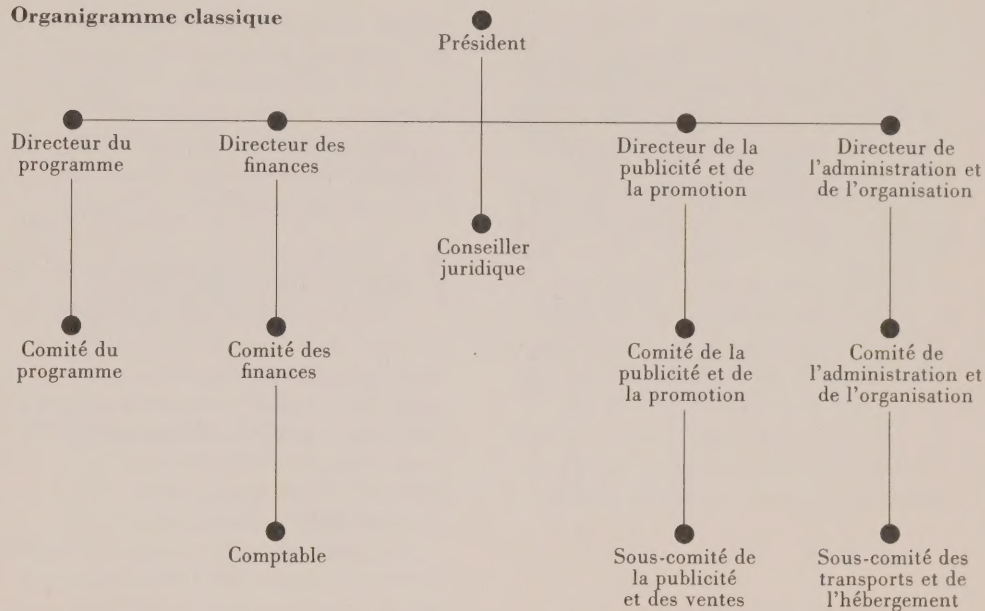 Organigramme classique
Président
Directeur du
programme
Directeur des
finances
Directeur de la
publicité et de
la promotion
Directeur de
l'administration et
de l'organisation
Conseiller
juridique
Comité du
programme
Comité des
finances
Comité de la
publicité et de
la promotion
Comité de
l'administration et
de l'organisation
Comptable
Sous-comité de
la publicité
et des ventes
Sous-comité des
transports et de
l'hébergement